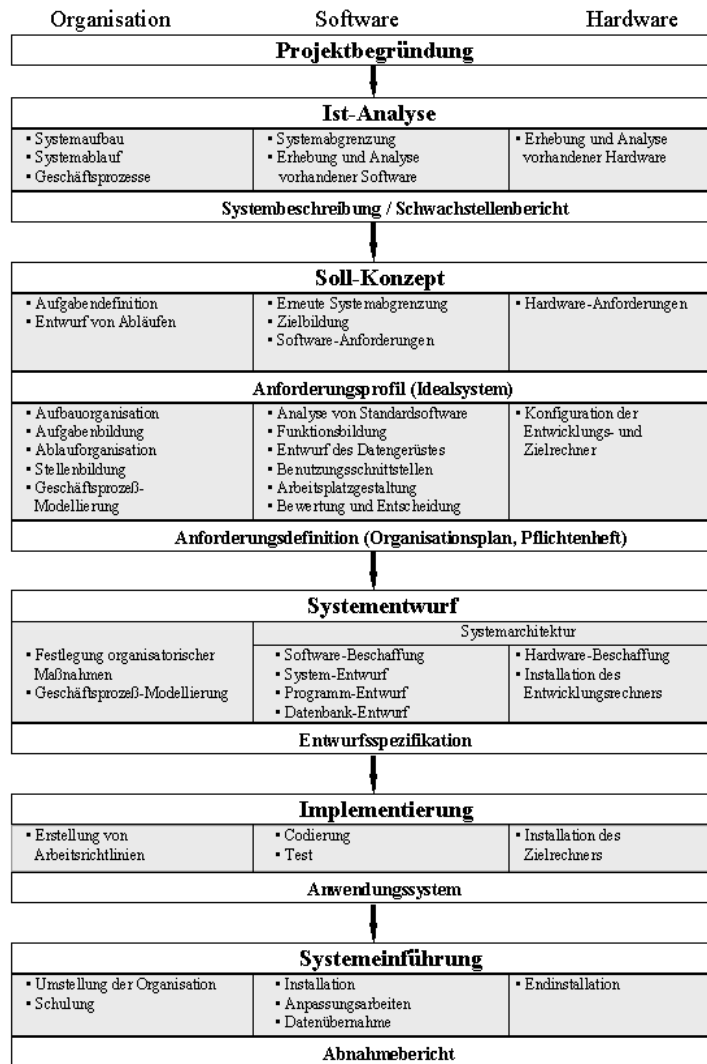 Organisation Software Hardware
Projektbegründung
Ist-Analyse
▪ Systemaufbau
▪ Systemablauf
▪ Geschäftsprozesse
▪ Systemabgrenzung
▪ Erhebung und Analyse
vorhandener Software
▪ Erhebung und Analyse
vorhandener Hardware
Systembeschreibung / Schwachstellenbericht
Soll-Konzept
▪ Aufgabendefinition
▪ Entwurf von Abläufen
▪ Erneute Systemabgrenzung
▪ Zielbildung
▪ Software-Anforderungen
▪ Hardware-Anforderungen
Anforderungsprofil (Idealsystem)
▪ Aufbauorganisation
▪ Aufgabenbildung
▪ Ablauforganisation
▪ Stellenbildung
▪ Geschäftsprozeß-
Modellierung
▪ Analyse von Standardsoftware
▪ Funktionsbildung
▪ Entwurf des Datengerüstes
▪ Benutzungsschnittstellen
▪ Arbeitsplatzgestaltung
▪ Bewertung und Entscheidung
▪ Konfiguration der
Entwicklungs- und
Zielrechner
Anforderungsdefinition (Organisationsplan, Pflichtenheft)
Systementwurf
Systemarchitektur
▪ Festlegung organisatorischer
Maßnahmen
▪ Geschäftsprozeß-Modellierung
▪ Software-Beschaffung
▪ System-Entwurf
▪ Programm-Entwurf
▪ Datenbank-Entwurf
▪ Hardware-Beschaffung
▪ Installation des
Entwicklungsrechners
Entwurfsspezifikation
Implementierung
▪ Erstellung von
Arbeitsrichtlinien
▪ Codierung
▪ Test
▪ Installation des
Zielrechners
Anwendungssystem
Systemeinführung
▪ Umstellung der Organisation
▪ Schulung
▪ Installation
▪ Anpassungsarbeiten
▪ Datenübernahme
▪ Endinstallation
Abnahmebericht